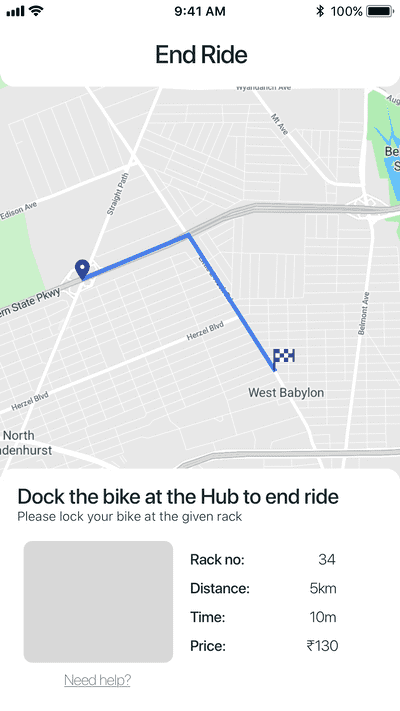 9:41 AM
100%
End Ride
Wyandanch Ave
Mt Ave
Straight Path
Edison Ave
ern State Pkwy
Belmont Ave
Herzel Blvd
West Babylon
Herzel Blvd
North
denhurst
Dock the bike at the Hub to end ride
Please lock your bike at the given rack
Rack no: 34
Distance: 5km
Time: 10m
Price: ₹130
Need help?